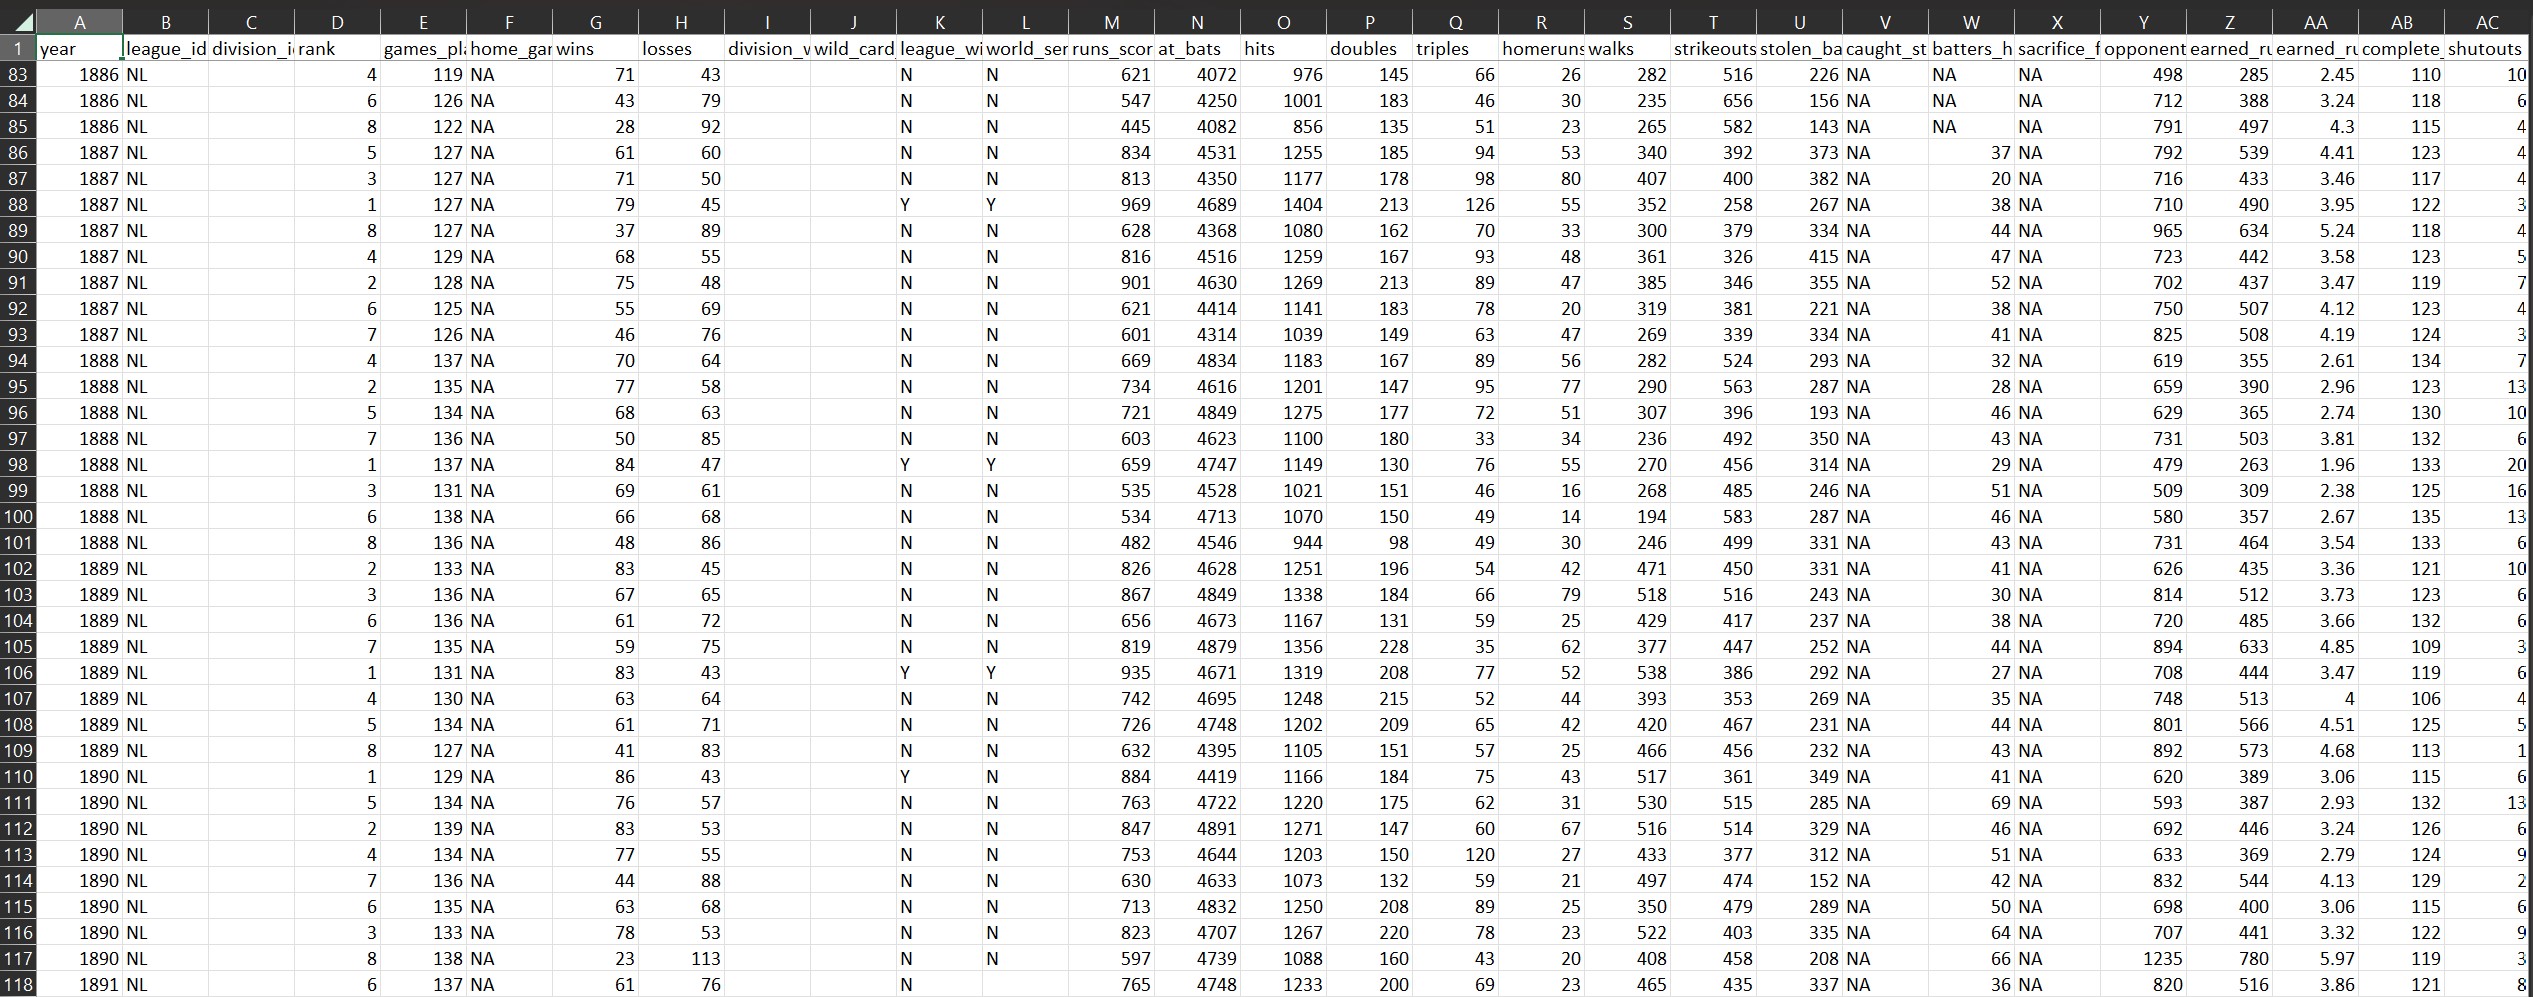 A B C D E F G H I J K L M N O P Q R S T U V W X Y Z AA AB AC
1 year league_id division_i rank games_pl home_gar wins losses division_v wild_card league_wi world_ser runs_scor at_bats hits doubles triples homeruns walks strikeouts stolen_ba caught_st batters_h sacrifice_f opponent earned_ru earned_ru complete_ shutouts
83 1886 NL 4 119 NA 71 43 N N 621 4072 976 145 66 26 282 516 226 NA NA NA 498 285 2.45 110 10
84 1886 NL 6 126 NA 43 79 N N 547 4250 1001 183 46 30 235 656 156 NA NA NA 712 388 3.24 118 6
85 1886 NL 8 122 NA 28 92 N N 445 4082 856 135 51 23 265 582 143 NA NA NA 791 497 4.3 115 4
86 1887 NL 5 127 NA 61 60 N N 834 4531 1255 185 94 53 340 392 373 NA 37 NA 792 539 4.41 123 4
87 1887 NL 3 127 NA 71 50 N N 813 4350 1177 178 98 80 407 400 382 NA 20 NA 716 433 3.46 117 4
88 1887 NL 1 127 NA 79 45 Y Y 969 4689 1404 213 126 55 352 258 267 NA 38 NA 710 490 3.95 122 3
89 1887 NL 8 127 NA 37 89 N N 628 4368 1080 162 70 33 300 379 334 NA 44 NA 965 634 5.24 118 4
90 1887 NL 4 129 NA 68 55 N N 816 4516 1259 167 93 48 361 326 415 NA 47 NA 723 442 3.58 123 5
91 1887 NL 2 128 NA 75 48 N N 901 4630 1269 213 89 47 385 346 355 NA 52 NA 702 437 3.47 119 7
92 1887 NL 6 125 NA 55 69 N N 621 4414 1141 183 78 20 319 381 221 NA 38 NA 750 507 4.12 123 4
93 1887 NL 7 126 NA 46 76 N N 601 4314 1039 149 63 47 269 339 334 NA 41 NA 825 508 4.19 124 3
94 1888 NL 4 137 NA 70 64 N N 669 4834 1183 167 89 56 282 524 293 NA 32 NA 619 355 2.61 134 7
95 1888 NL 2 135 NA 77 58 N N 734 4616 1201 147 95 77 290 563 287 NA 28 NA 659 390 2.96 123 13
96 1888 NL 5 134 NA 68 63 N N 721 4849 1275 177 72 51 307 396 193 NA 46 NA 629 365 2.74 130 10
97 1888 NL 7 136 NA 50 85 N N 603 4623 1100 180 33 34 236 492 350 NA 43 NA 731 503 3.81 132 6
98 1888 NL 1 137 NA 84 47 Y Y 659 4747 1149 130 76 55 270 456 314 NA 29 NA 479 263 1.96 133 20
99 1888 NL 3 131 NA 69 61 N N 535 4528 1021 151 46 16 268 485 246 NA 51 NA 509 309 2.38 125 16
100 1888 NL 6 138 NA 66 68 N N 534 4713 1070 150 49 14 194 583 287 NA 46 NA 580 357 2.67 135 13
101 1888 NL 8 136 NA 48 86 N N 482 4546 944 98 49 30 246 499 331 NA 43 NA 731 464 3.54 133 6
102 1889 NL 2 133 NA 83 45 N N 826 4628 1251 196 54 42 471 450 331 NA 41 NA 626 435 3.36 121 10
103 1889 NL 3 136 NA 67 65 N N 867 4849 1338 184 66 79 518 516 243 NA 30 NA 814 512 3.73 123 6
104 1889 NL 6 136 NA 61 72 N N 656 4673 1167 131 59 25 429 417 237 NA 38 NA 720 485 3.66 132 6
105 1889 NL 7 135 NA 59 75 N N 819 4879 1356 228 35 62 377 447 252 NA 44 NA 894 633 4.85 109 3
106 1889 NL 1 131 NA 83 43 Y Y 935 4671 1319 208 77 52 538 386 292 NA 27 NA 708 444 3.47 119 6
107 1889 NL 4 130 NA 63 64 N N 742 4695 1248 215 52 44 393 353 269 NA 35 NA 748 513 4 106 4
108 1889 NL 5 134 NA 61 71 N N 726 4748 1202 209 65 42 420 467 231 NA 44 NA 801 566 4.51 125 5
109 1889 NL 8 127 NA 41 83 N N 632 4395 1105 151 57 25 466 456 232 NA 43 NA 892 573 4.68 113 1
110 1890 NL 1 129 NA 86 43 Y N 884 4419 1166 184 75 43 517 361 349 NA 41 NA 620 389 3.06 115 6
111 1890 NL 5 134 NA 76 57 N N 763 4722 1220 175 62 31 530 515 285 NA 69 NA 593 387 2.93 132 13
112 1890 NL 2 139 NA 83 53 N N 847 4891 1271 147 60 67 516 514 329 NA 46 NA 692 446 3.24 126 6
113 1890 NL 4 134 NA 77 55 N N 753 4644 1203 150 120 27 433 377 312 NA 51 NA 633 369 2.79 124 9
114 1890 NL 7 136 NA 44 88 N N 630 4633 1073 132 59 21 497 474 152 NA 42 NA 832 544 4.13 129 2
115 1890 NL 6 135 NA 63 68 N N 713 4832 1250 208 89 25 350 479 289 NA 50 NA 698 400 3.06 115 6
116 1890 NL 3 133 NA 78 53 N N 823 4707 1267 220 78 23 522 403 335 NA 64 NA 707 441 3.32 122 9
117 1890 NL 8 138 NA 23 113 N N 597 4739 1088 160 43 20 408 458 208 NA 66 NA 1235 780 5.97 119 3
118 1891 NL 6 137 NA 61 76 N 765 4748 1233 200 69 23 465 435 337 NA 36 NA 820 516 3.86 121 8